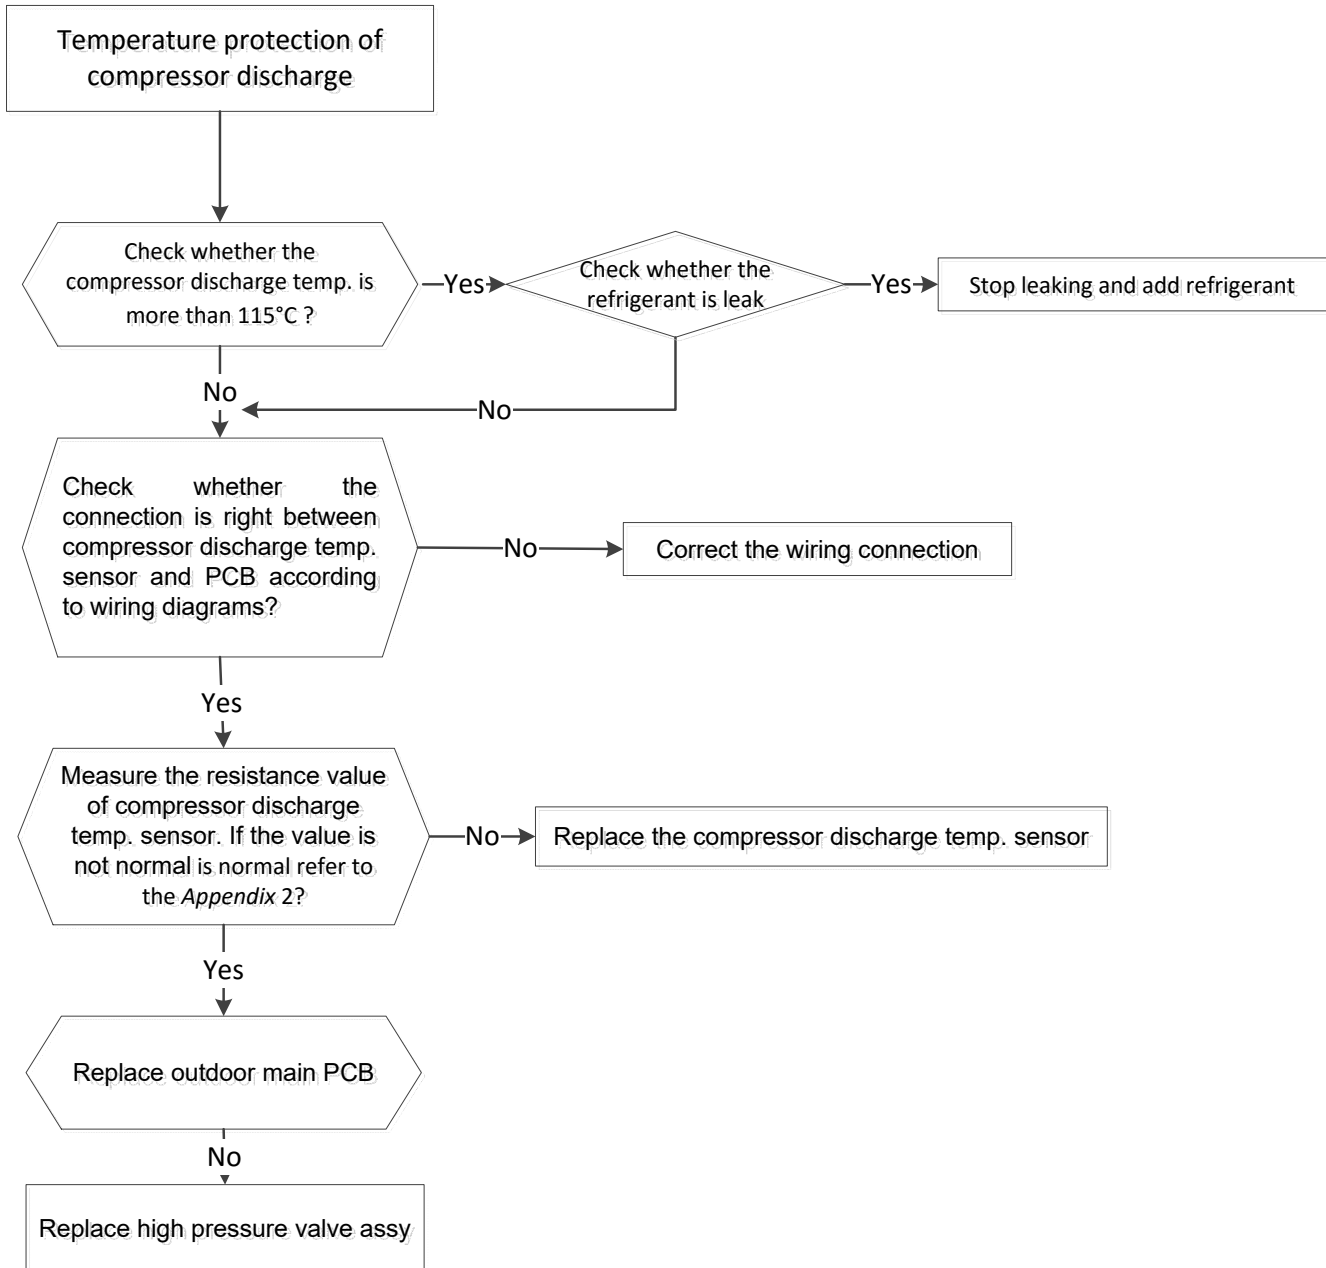 Temperature protection of
compressor discharge
Check whether the
compressor discharge temp. is
more than 115°C ?
Yes
Check whether the
refrigerant is leak
Yes
Stop leaking and add refrigerant
No
No
Check whether the
connection is right between
compressor discharge temp.
sensor and PCB according
to wiring diagrams?
No
Correct the wiring connection
Yes
Measure the resistance value
of compressor discharge
temp. sensor. If the value is
not normal is normal refer to
the Appendix 2?
No
Replace the compressor discharge temp. sensor
Yes
Replace outdoor main PCB
No
Replace high pressure valve assy